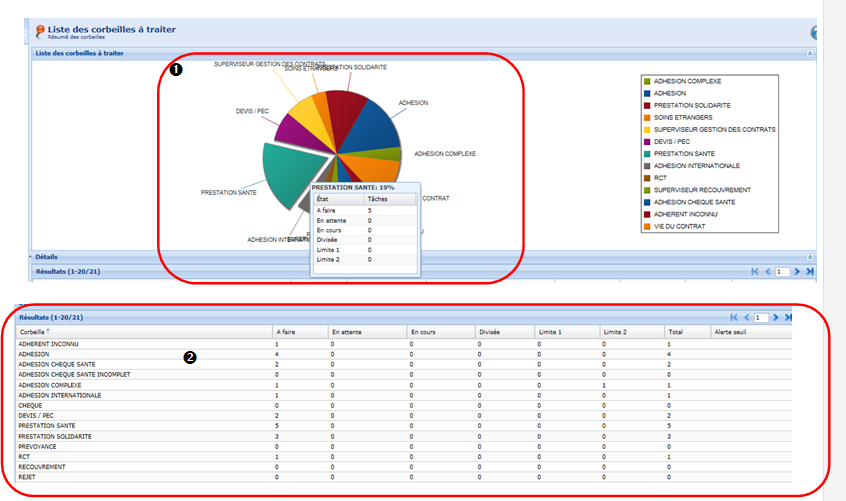 Liste des corbeilles à traiter
Résumé des corbeilles
Liste des corbeilles à traiter
1
SUPERVISEUR GESTION DES CONTRATS
SOINS ETRANGERS
PRESTATION SOLIDARITE
ADHESION
DEVIS / PEC
ADHESION COMPLEXE
PRESTATION SANTE
CONTRAT
U
ADHESION INTERNATI
PRESTATION SANTE: 19%
État Tâches
A faire 5
En attente 0
En cours 0
Divisée 0
Limite 1 0
Limite 2 0
ADHESION COMPLEXE
ADHESION
PRESTATION SOLIDARITE
SOINS ETRANGERS
SUPERVISEUR GESTION DES CONTRATS
DEVIS / PEC
PRESTATION SANTE
ADHESION INTERNATIONALE
RCT
SUPERVISEUR RECOUVREMENT
ADHESION CHEQUE SANTE
ADHERENT INCONNU
VIE DU CONTRAT
Détails
Résultats (1-20/21) 1
Résultats (1-20/21) 1
Corbeille A faire En attente En cours Divisée Limite 1 Limite 2 Total Alerte seuil
2
ADHERENT INCONNU 1 0 0 0 0 0 1
ADHESION 4 0 0 0 0 0 4
ADHESION CHEQUE SANTE 2 0 0 0 0 0 2
ADHESION CHEQUE SANTE INCOMPLET 0 0 0 0 0 0 0
ADHESION COMPLEXE 1 0 0 0 0 1 1
ADHESION INTERNATIONALE 1 0 0 0 0 0 1
CHEQUE 0 0 0 0 0 0 0
DEVIS / PEC 2 0 0 0 0 0 2
PRESTATION SANTE 5 0 0 0 0 0 5
PRESTATION SOLIDARITE 3 0 0 0 0 0 3
PREVOYANCE 0 0 0 0 0 0 0
RCT 1 0 0 0 0 0 1
RECOUVREMENT 0 0 0 0 0 0 0
REJET 0 0 0 0 0 0 0